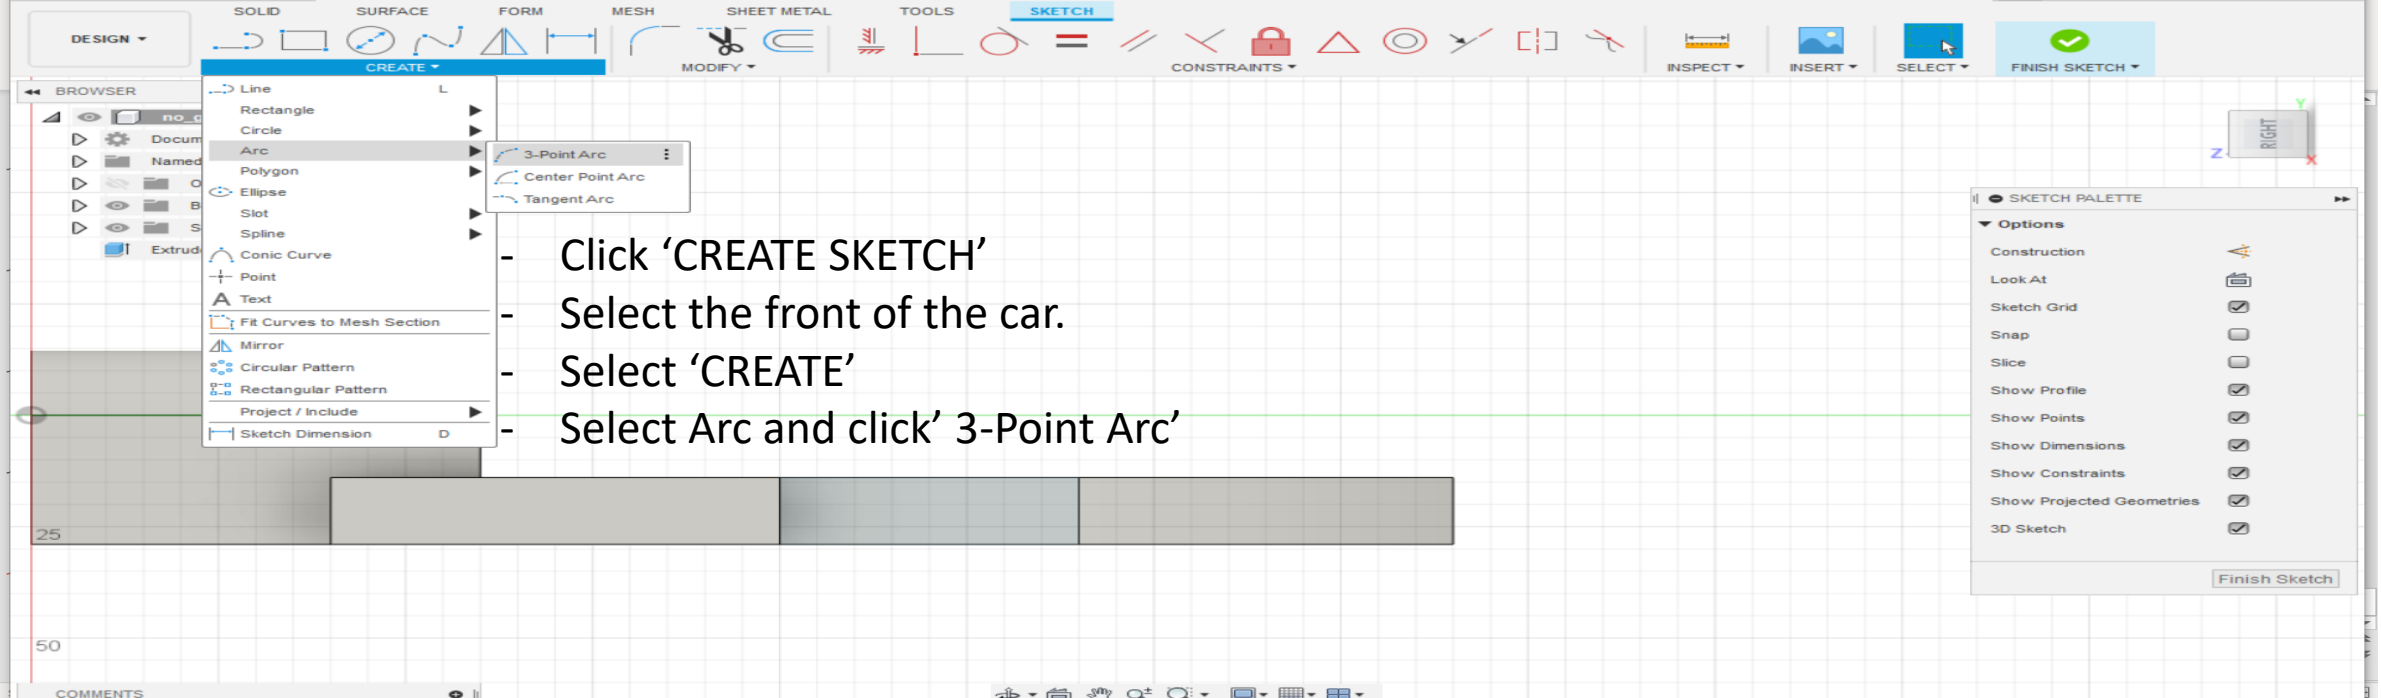 SOLID SURFACE FORM MESH SHEET METAL TOOLS SKETCH
DESIGN
CREATE MODIFY CONSTRAINTS INSPECT INSERT SELECT FINISH SKETCH
BROWSER
no_
Docum
Named
O
B
S
Extrud
Line L
Rectangle
Circle
Arc
Polygon
Ellipse
Slot
Spline
Conic Curve
Point
Text
Fit Curves to Mesh Section
Mirror
Circular Pattern
Rectangular Pattern
Project / Include
Sketch Dimension D
3-Point Arc
Center Point Arc
Tangent Arc
- Click ‘CREATE SKETCH’
- Select the front of the car.
- Select ‘CREATE’
- Select Arc and click’ 3-Point Arc’
Y
RIGHT
Z
X
SKETCH PALETTE
Options
Construction
Look At
Sketch Grid
Snap
Slice
Show Profile
Show Points
Show Dimensions
Show Constraints
Show Projected Geometries
3D Sketch
Finish Sketch
25
50
COMMENTS